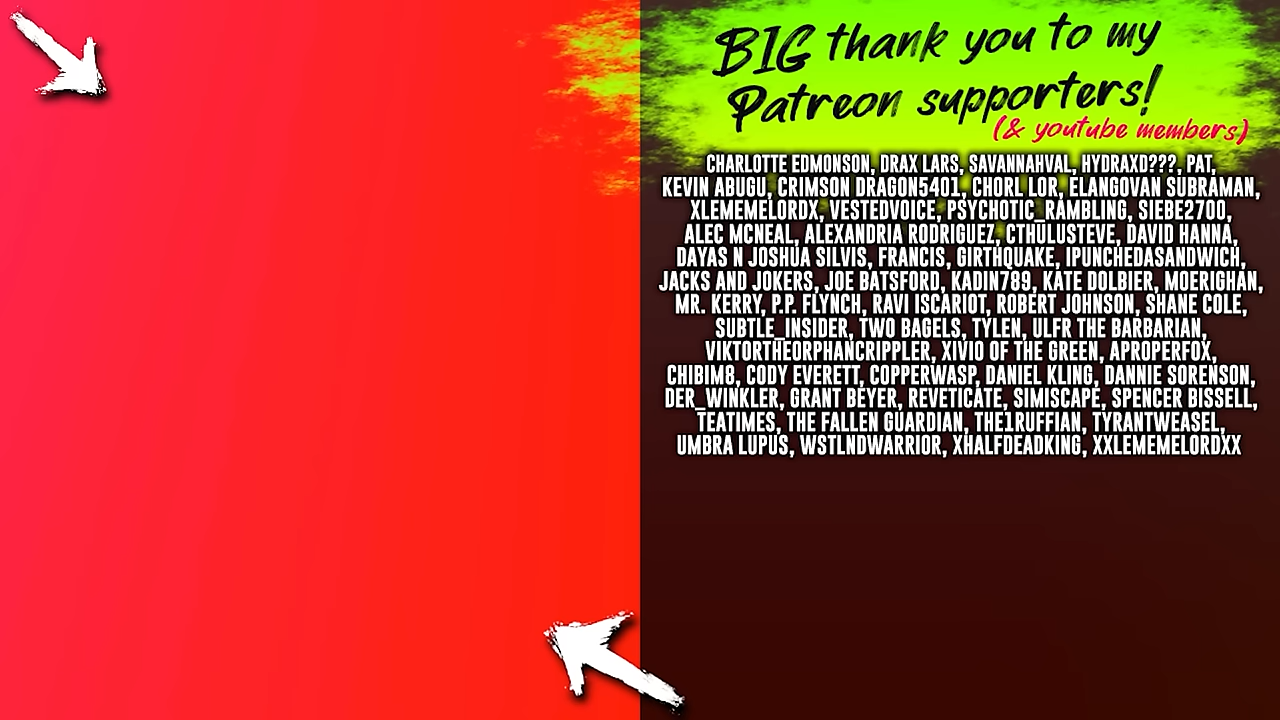 BIG thank you to my
Patreon supporters!
(& youtube members)
CHARLOTTE EDMONSON, DRAX LARS, SAVANNAHVAL, HYDRAXD???, PAT,
KEVIN ABUGU, CRIMSON DRAGON5401, CHORL LOR, ELANGOVAN SUBRAMAN,
XLEMEMELORDX, VESTEDVOICE, PSYCHOTIC_RAMBLING, SIEBE2700,
ALEC MCNEAL, ALEXANDRIA RODRIGUEZ, CTHULUSTEVE, DAVID HANNA,
DAYAS N JOSHUA SILVIS, FRANCIS, GIRTHQUAKE, IPUNCHEDASANDWICH,
JACKS AND JOKERS, JOE BATSFORD, KADIN789, KATE DOLBIER, MOERIGHAN,
MR. KERRY, P.P. FLYNCH, RAVI ISCARIOT, ROBERT JOHNSON, SHANE COLE,
SUBTLE_INSIDER, TWO BAGELS, TYLEN, ULFR THE BARBARIAN,
VIKTORTHEORPHANCRIPPLER, XIVIO OF THE GREEN, APROPERFOX,
CHIBIM8, CODY EVERETT, COPPERWASP, DANIEL KLING, DANNIE SORENSON,
DER_WINKLER, GRANT BEYER, REVETICATE, SIMISCAPE, SPENCER BISSELL,
TEATIMES, THE FALLEN GUARDIAN, THE1RUFFIAN, TYRANTWEASEL,
UMBRA LUPUS, WSTLNDWARRIOR, XHALFDEADKING, XXLEMEMELORDXX